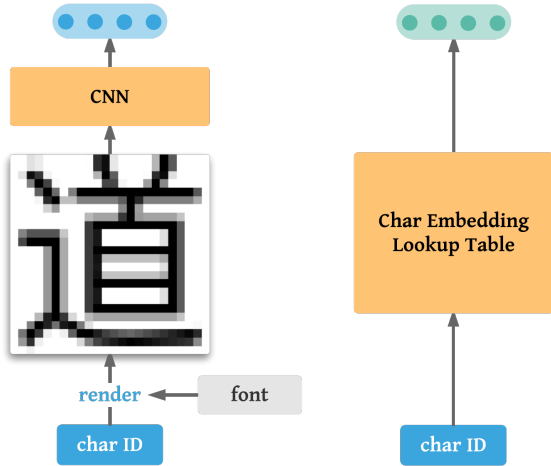 CNN
道
render
font
char ID
Char Embedding
Lookup Table
char ID